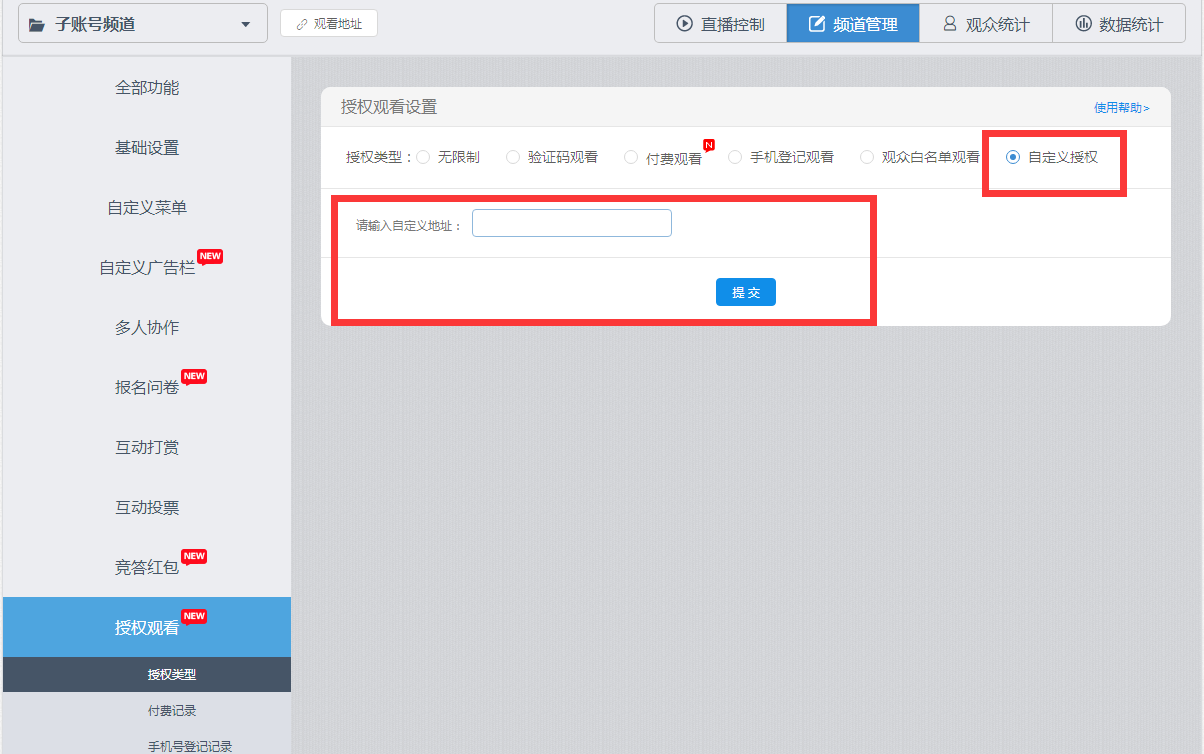 子账号频道 观看地址 直播控制 频道管理 观众统计 数据统计
全部功能
基础设置
自定义菜单
自定义广告栏 NEW
多人协作
报名问卷 NEW
互动打赏
互动投票
竞答红包 NEW
授权观看 NEW
授权类型
付费记录
手机号登记记录
授权观看设置 使用帮助>
授权类型： 无限制 验证码观看 付费观看 N 手机登记观看 观众白名单观看 自定义授权
请输入自定义地址：
提交